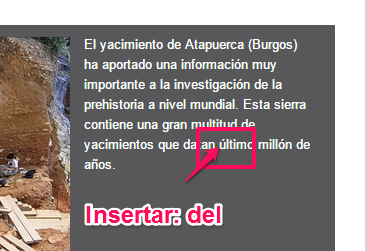 El yacimiento de Atapuerca (Burgos)
ha aportado una información muy
importante a la investigación de la
prehistoria a nivel mundial. Esta sierra
contiene una gran multitud de
yacimientos que datan último millón de
años.
Insertar: del